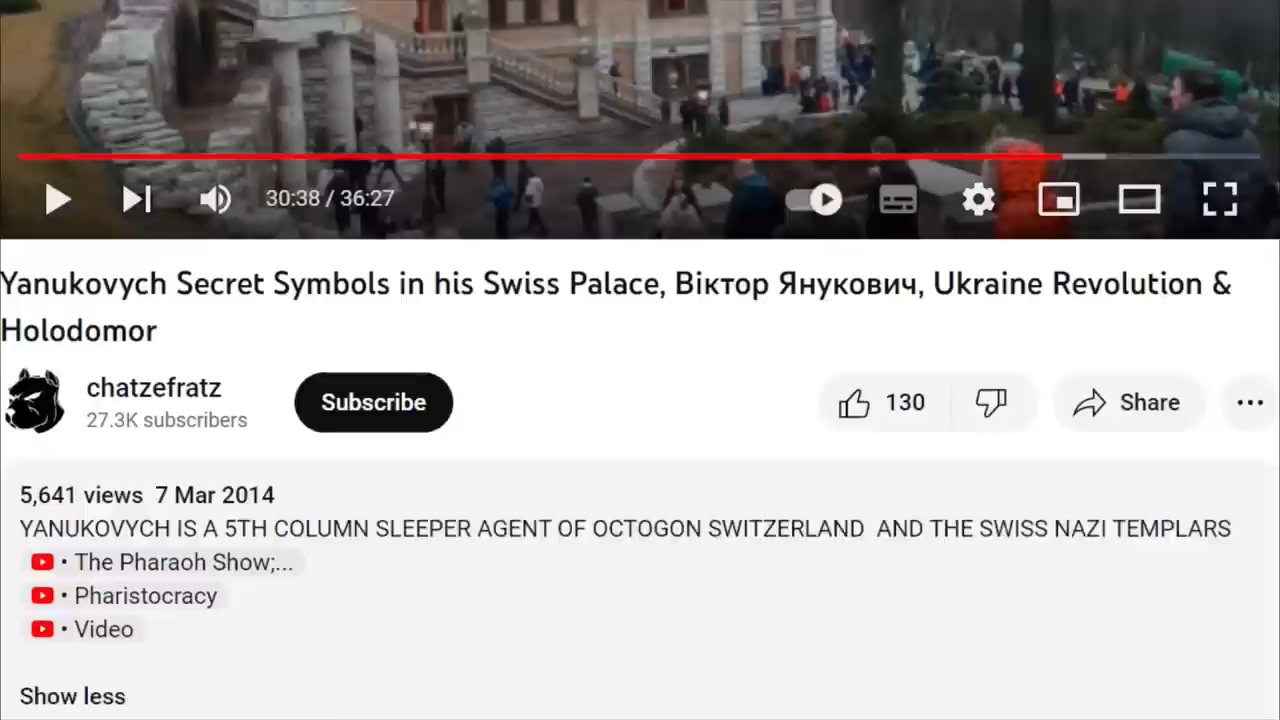 30:38 / 36:27
Yanukovych Secret Symbols in his Swiss Palace, Віктор Янукович, Ukraine Revolution &
Holodomor
chatzefratz
27.3K subscribers
Subscribe
130
Share
5,641 views 7 Mar 2014
YANUKOVYCH IS A 5TH COLUMN SLEEPER AGENT OF OCTOGON SWITZERLAND AND THE SWISS NAZI TEMPLARS
• The Pharaoh Show;...
• Pharistocracy
• Video
Show less